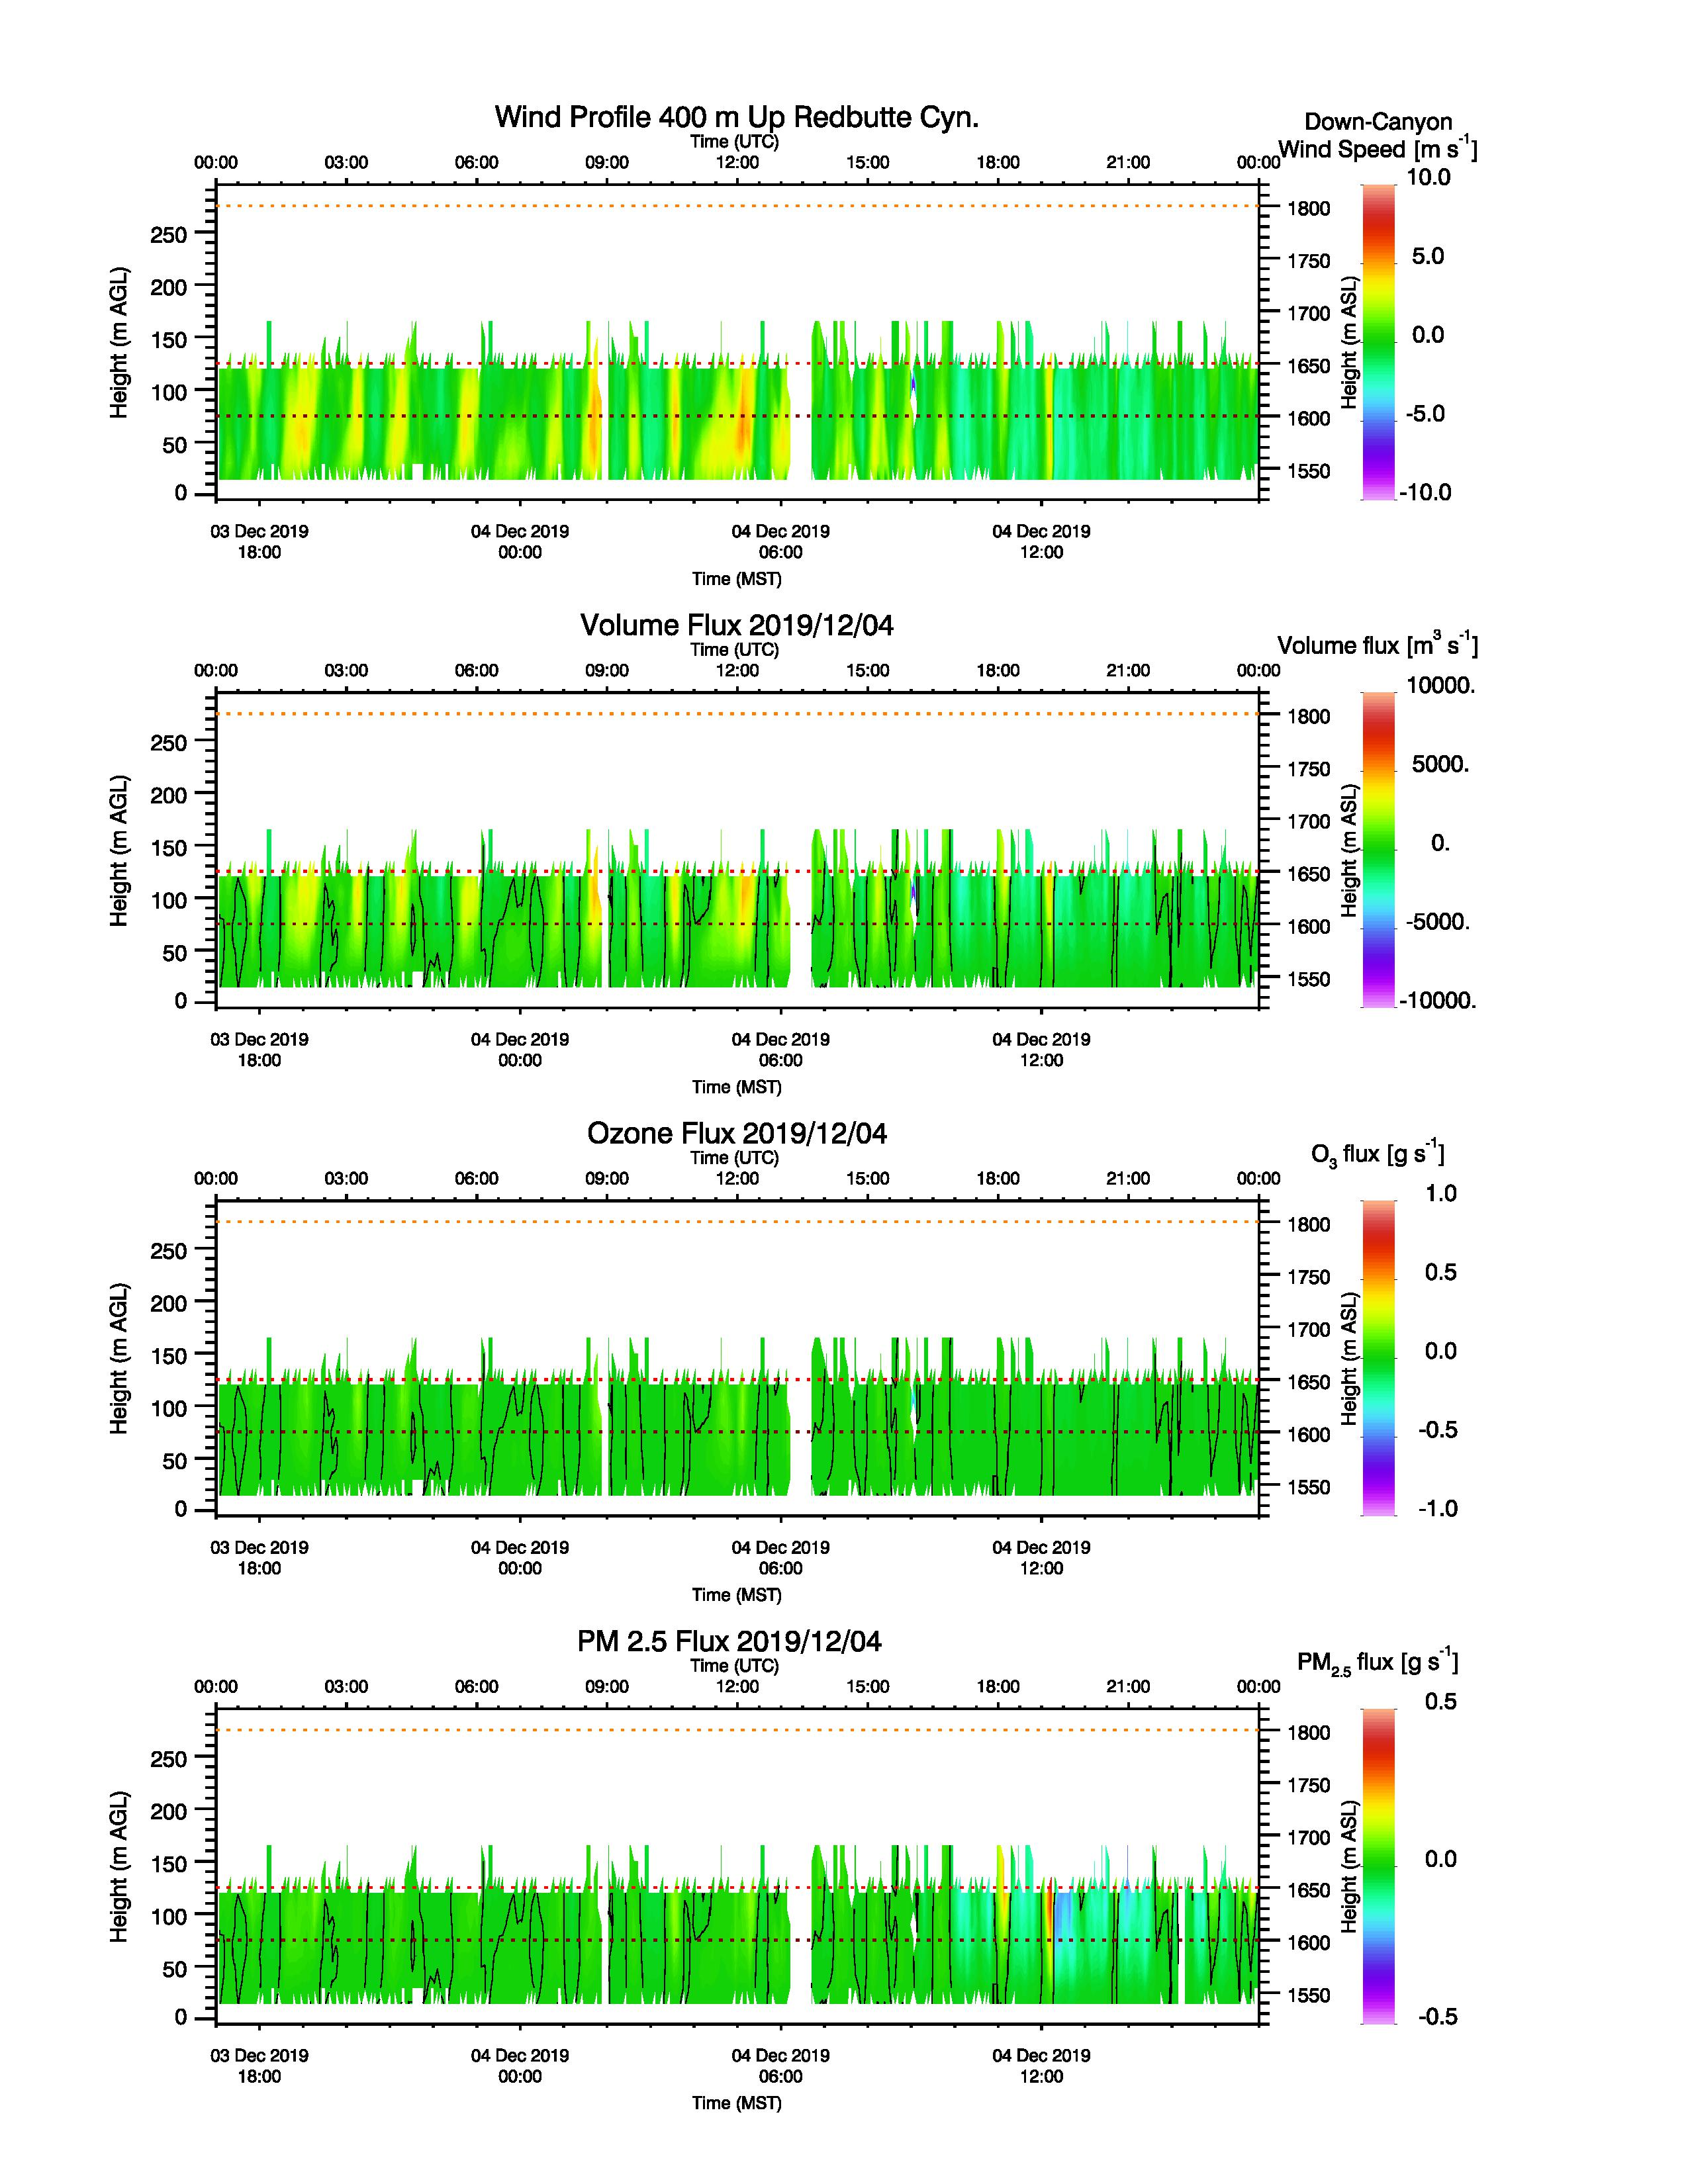 Wind Profile 400 m Up Redbutte Cyn.
Time (UTC)
00:00 03:00 06:00 09:00 12:00 15:00 18:00 21:00 00:00
Down-Canyon
Wind Speed [m s⁻¹]
10.0
5.0
0.0
-5.0
-10.0
Height (m AGL)
250
200
150
100
50
0
1800
1750
1700
1650
1600
1550
Height (m ASL)
03 Dec 2019 04 Dec 2019 04 Dec 2019 04 Dec 2019
18:00 00:00 06:00 12:00
Time (MST)
Volume Flux 2019/12/04
Time (UTC)
00:00 03:00 06:00 09:00 12:00 15:00 18:00 21:00 00:00
Volume flux [m³ s⁻¹]
10000.
5000.
0.
-5000.
-10000.
Height (m AGL)
250
200
150
100
50
0
1800
1750
1700
1650
1600
1550
Height (m ASL)
03 Dec 2019 04 Dec 2019 04 Dec 2019 04 Dec 2019
18:00 00:00 06:00 12:00
Time (MST)
Ozone Flux 2019/12/04
Time (UTC)
00:00 03:00 06:00 09:00 12:00 15:00 18:00 21:00 00:00
O₃ flux [g s⁻¹]
1.0
0.5
0.0
-0.5
-1.0
Height (m AGL)
250
200
150
100
50
0
1800
1750
1700
1650
1600
1550
Height (m ASL)
03 Dec 2019 04 Dec 2019 04 Dec 2019 04 Dec 2019
18:00 00:00 06:00 12:00
Time (MST)
PM 2.5 Flux 2019/12/04
Time (UTC)
00:00 03:00 06:00 09:00 12:00 15:00 18:00 21:00 00:00
PM₂.₅ flux [g s⁻¹]
0.5
0.0
-0.5
Height (m AGL)
250
200
150
100
50
0
1800
1750
1700
1650
1600
1550
Height (m ASL)
03 Dec 2019 04 Dec 2019 04 Dec 2019 04 Dec 2019
18:00 00:00 06:00 12:00
Time (MST)